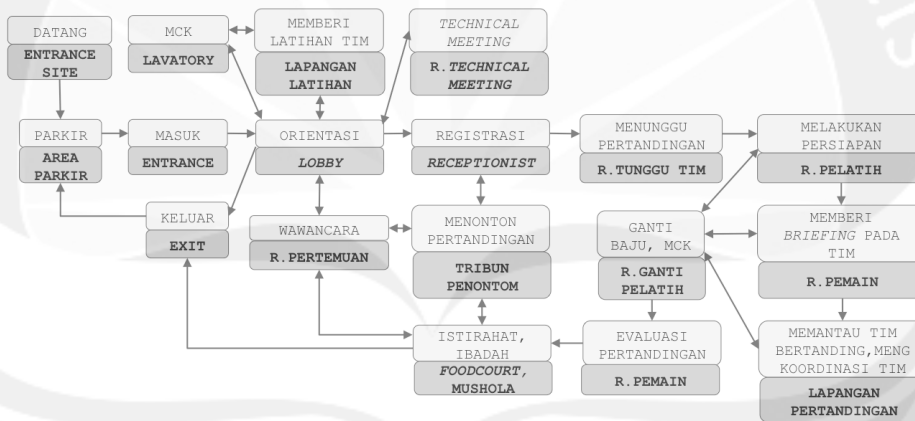 DATANG
ENTRANCE
SITE
MCK
LAVATORY
MEMBERI
LATIHAN TIM
LAPANGAN
LATIHAN
TECHNICAL
MEETING
R.TECHNICAL
MEETING
PARKIR
AREA
PARKIR
MASUK
ENTRANCE
ORIENTASI
LOBBY
REGISTRASI
RECEPTIONIST
MENUNGGU
PERTANDINGAN
R.TUNGGU TIM
MELAKUKAN
PERSIAPAN
R.PELATIH
KELUAR
EXIT
WAWANCARA
R.PERTEMUAN
MENONTON
PERTANDINGAN
TRIBUN
PENONTOM
GANTI
BAJU, MCK
R.GANTI
PELATIH
MEMBERI
BRIEFING PADA
TIM
R.PEMAIN
ISTIRAHAT,
IBADAH
FOODCOURT,
MUSHOLA
EVALUASI
PERTANDINGAN
R.PEMAIN
MEMANTAU TIM
BERTANDING,MENG
KOORDINASI TIM
LAPANGAN
PERTANDINGAN